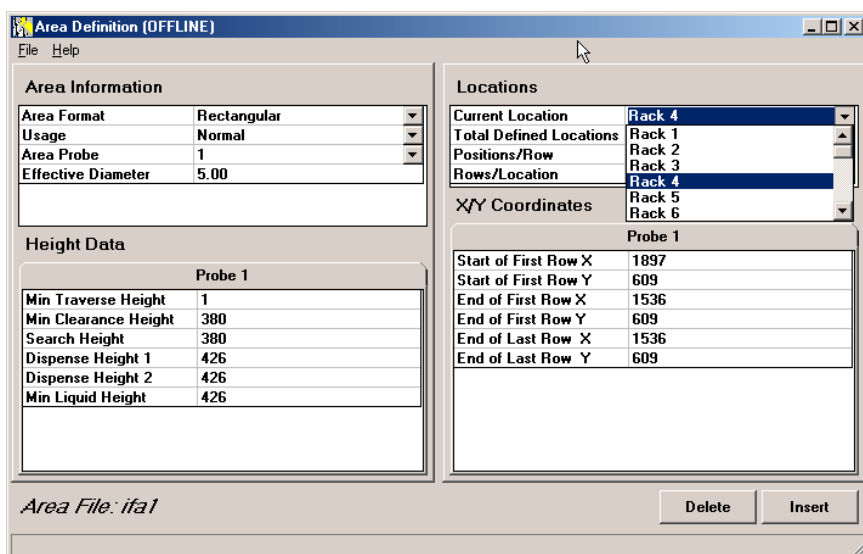 Area Definition (OFFLINE)
File Help
Area Information
Area Format Rectangular
Usage Normal
Area Probe 1
Effective Diameter 5.00
Height Data
Probe 1
Min Traverse Height 1
Min Clearance Height 380
Search Height 380
Dispense Height 1 426
Dispense Height 2 426
Min Liquid Height 426
Locations
Current Location Rack 4
Total Defined Locations
Positions/Row
Rows/Location
Rack 1
Rack 2
Rack 3
Rack 4
Rack 5
Rack 6
X/Y Coordinates
Probe 1
Start of First Row X 1897
Start of First Row Y 609
End of First Row X 1536
End of First Row Y 609
End of Last Row X 1536
End of Last Row Y 609
Area File: ifa1
Delete Insert